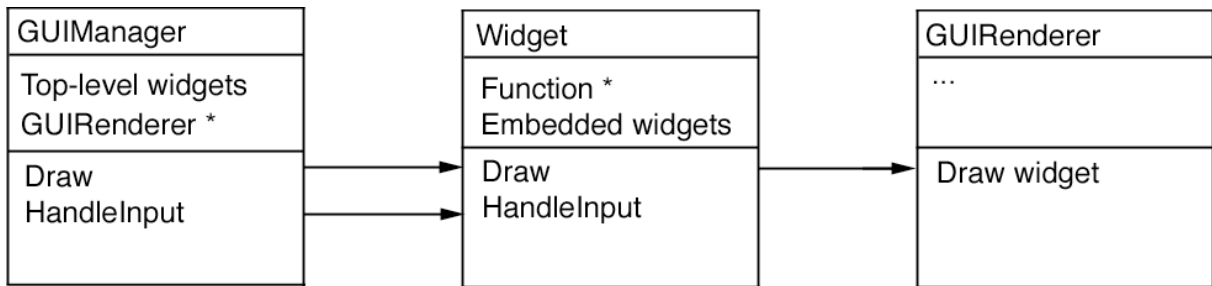 GUIManager
Top-level widgets
GUIRenderer *
Draw
HandleInput
Widget
Function *
Embedded widgets
Draw
HandleInput
GUIRenderer
...
Draw widget